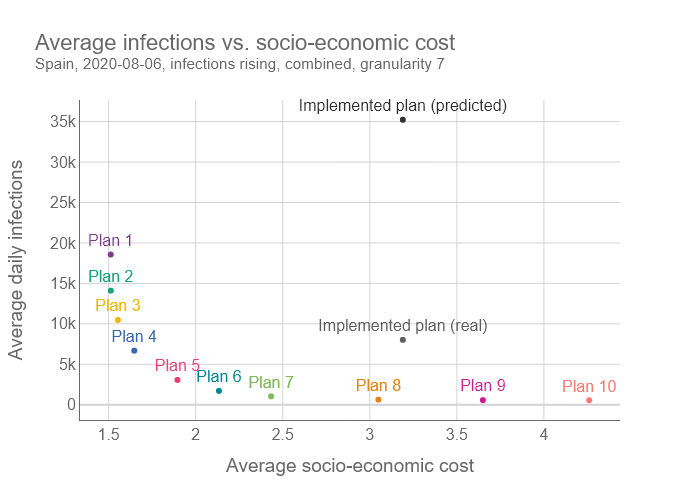 Average infections vs. socio-economic cost
Spain, 2020-08-06, infections rising, combined, granularity 7
Implemented plan (predicted)
35k
30k
25k
20k
15k
10k
5k
0
Average daily infections
Plan 1
Plan 2
Plan 3
Plan 4
Plan 5
Plan 6
Plan 7
Implemented plan (real)
Plan 8
Plan 9
Plan 10
1.5
2
2.5
3
3.5
4
Average socio-economic cost